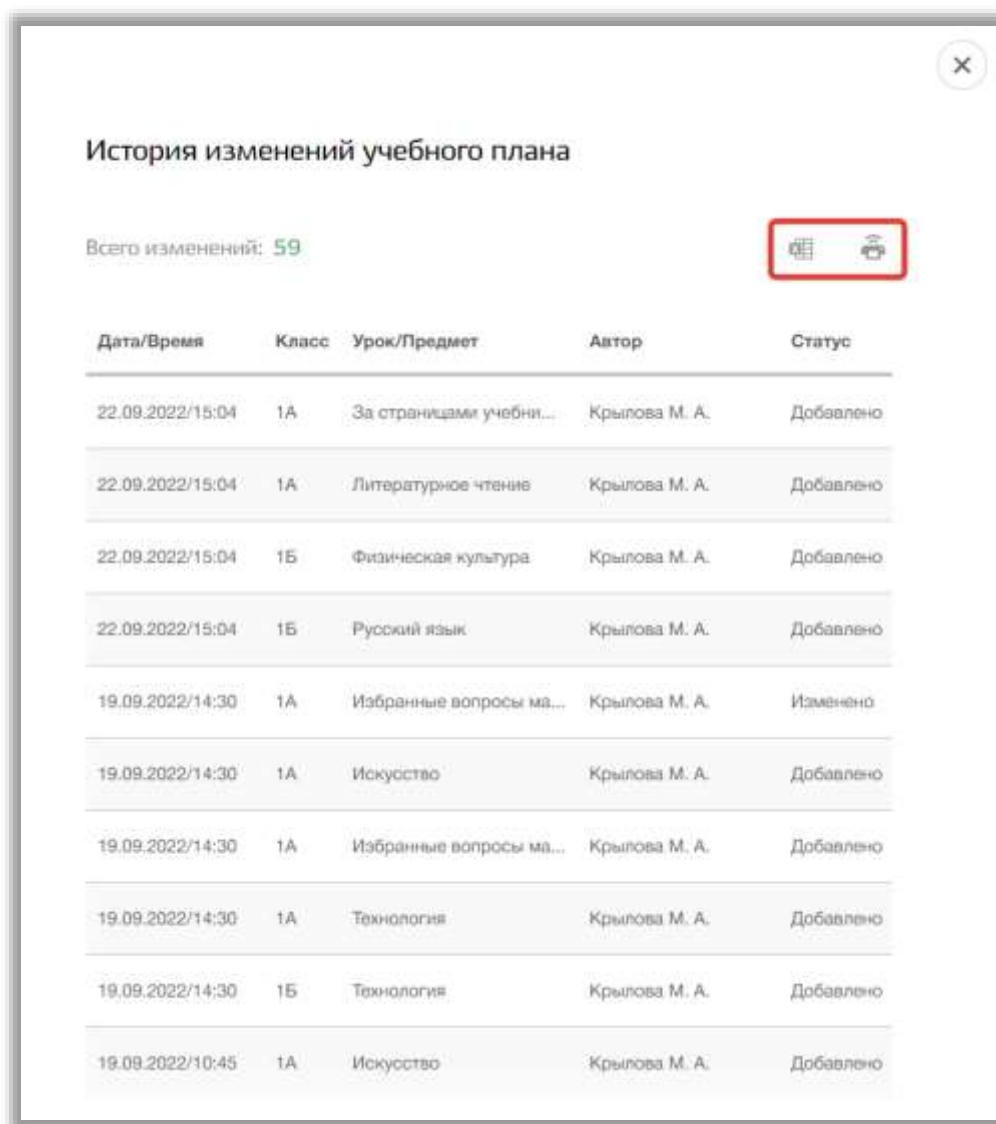 История изменений учебного плана
Всего изменений: 59
Дата/Время Класс Урок/Предмет Автор Статус
22.09.2022/15:04 1А За страницами учебни... Крылова М. А. Добавлено
22.09.2022/15:04 1А Литературное чтение Крылова М. А. Добавлено
22.09.2022/15:04 1Б Физическая культура Крылова М. А. Добавлено
22.09.2022/15:04 1Б Русский язык Крылова М. А. Добавлено
19.09.2022/14:30 1А Избранные вопросы ма... Крылова М. А. Изменено
19.09.2022/14:30 1А Искусство Крылова М. А. Добавлено
19.09.2022/14:30 1А Избранные вопросы ма... Крылова М. А. Добавлено
19.09.2022/14:30 1А Технология Крылова М. А. Добавлено
19.09.2022/14:30 1Б Технология Крылова М. А. Добавлено
19.09.2022/10:45 1А Искусство Крылова М. А. Добавлено